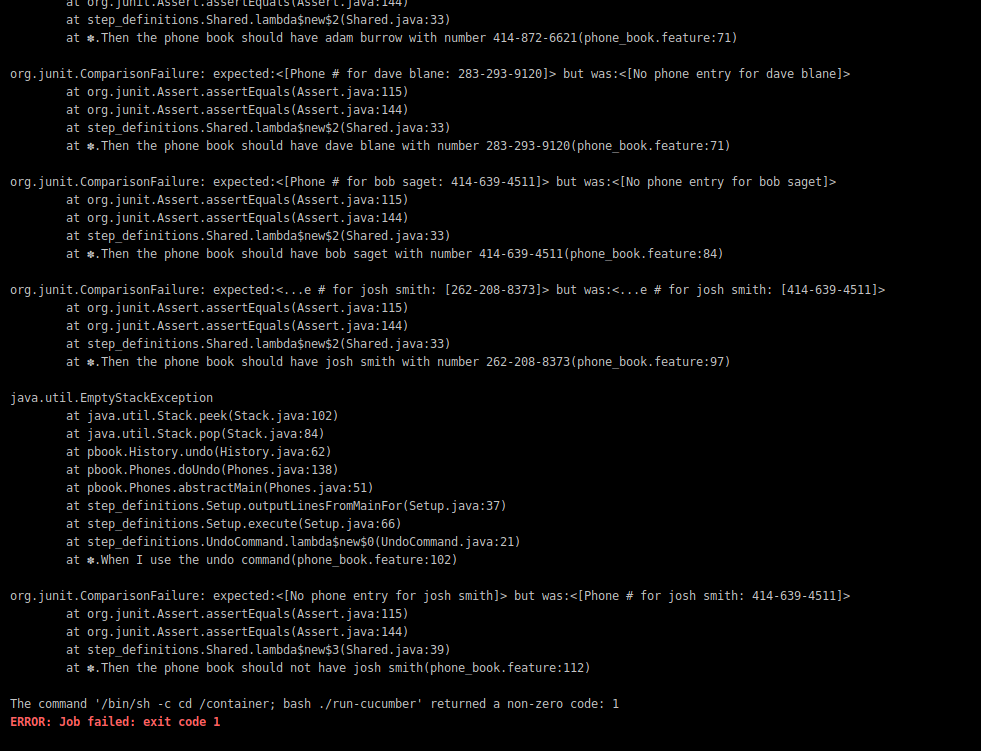 at org.junit.Assert.assertEquals(Assert.java:144)
at step_definitions.Shared.lambda$new$2(Shared.java:33)
at ✽.Then the phone book should have adam burrow with number 414-872-6621(phone_book.feature:71)
org.junit.ComparisonFailure: expected:<[Phone # for dave blane: 283-293-9120]> but was:<[No phone entry for dave blane]>
at org.junit.Assert.assertEquals(Assert.java:115)
at org.junit.Assert.assertEquals(Assert.java:144)
at step_definitions.Shared.lambda$new$2(Shared.java:33)
at ✽.Then the phone book should have dave blane with number 283-293-9120(phone_book.feature:71)
org.junit.ComparisonFailure: expected:<[Phone # for bob saget: 414-639-4511]> but was:<[No phone entry for bob saget]>
at org.junit.Assert.assertEquals(Assert.java:115)
at org.junit.Assert.assertEquals(Assert.java:144)
at step_definitions.Shared.lambda$new$2(Shared.java:33)
at ✽.Then the phone book should have bob saget with number 414-639-4511(phone_book.feature:84)
org.junit.ComparisonFailure: expected:<...e # for josh smith: [262-208-8373]> but was:<...e # for josh smith: [414-639-4511]>
at org.junit.Assert.assertEquals(Assert.java:115)
at org.junit.Assert.assertEquals(Assert.java:144)
at step_definitions.Shared.lambda$new$2(Shared.java:33)
at ✽.Then the phone book should have josh smith with number 262-208-8373(phone_book.feature:97)
java.util.EmptyStackException
at java.util.Stack.peek(Stack.java:102)
at java.util.Stack.pop(Stack.java:84)
at pbook.History.undo(History.java:62)
at pbook.Phones.doUndo(Phones.java:138)
at pbook.Phones.abstractMain(Phones.java:51)
at step_definitions.Setup.outputLinesFromMainFor(Setup.java:37)
at step_definitions.Setup.execute(Setup.java:66)
at step_definitions.UndoCommand.lambda$new$0(UndoCommand.java:21)
at ✽.When I use the undo command(phone_book.feature:102)
org.junit.ComparisonFailure: expected:<[No phone entry for josh smith]> but was:<[Phone # for josh smith: 414-639-4511]>
at org.junit.Assert.assertEquals(Assert.java:115)
at org.junit.Assert.assertEquals(Assert.java:144)
at step_definitions.Shared.lambda$new$3(Shared.java:39)
at ✽.Then the phone book should not have josh smith(phone_book.feature:112)
The command '/bin/sh -c cd /container; bash ./run-cucumber' returned a non-zero code: 1
ERROR: Job failed: exit code 1